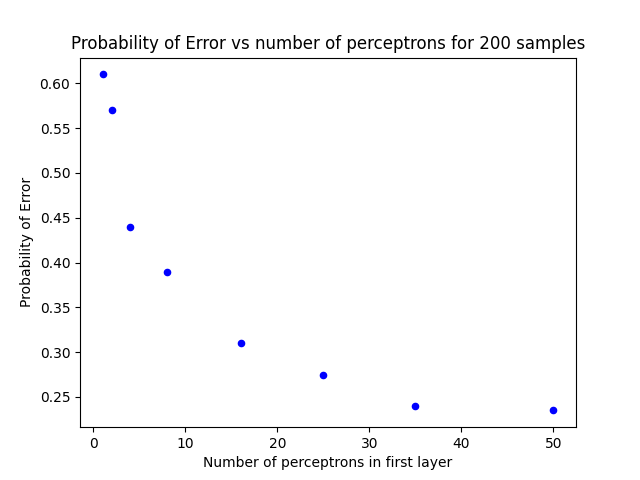 Probability of Error vs number of perceptrons for 200 samples
0.60
0.55
0.50
0.45
0.40
0.35
0.30
0.25
Probability of Error
0 10 20 30 40 50
Number of perceptrons in first layer